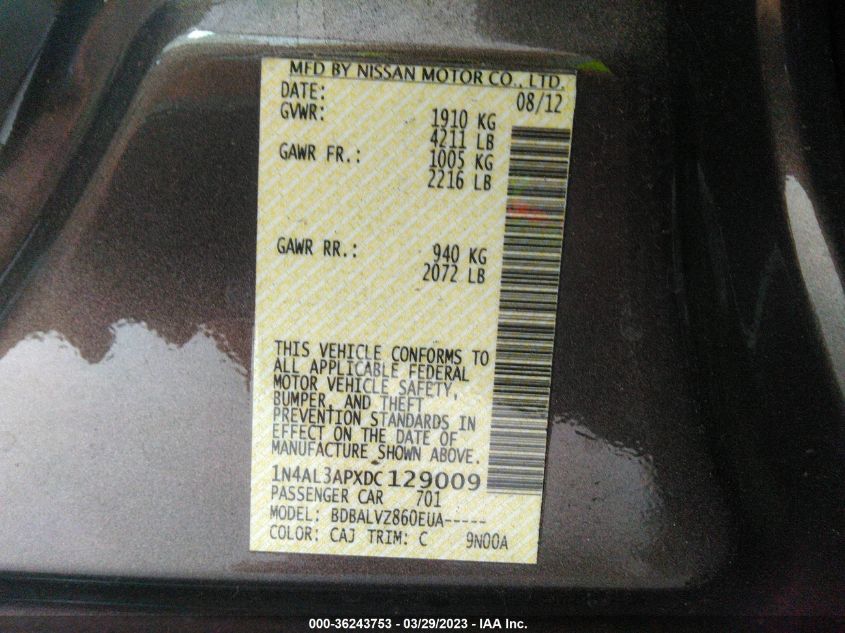 MFD BY NISSAN MOTOR CO., LTD.
DATE: 08/12
GVWR: 1910 KG
4211 LB
GAWR FR.: 1005 KG
2216 LB
GAWR RR.: 940 KG
2072 LB
THIS VEHICLE CONFORMS TO
ALL APPLICABLE FEDERAL
MOTOR VEHICLE SAFETY,
BUMPER, AND THEFT
PREVENTION STANDARDS IN
EFFECT ON THE DATE OF
MANUFACTURE SHOWN ABOVE.
1N4AL3APXDC129009
PASSENGER CAR 701
MODEL: BDBALVZ860EUA-----
COLOR: CAJ TRIM: C 9N00A
000-36243753 - 03/29/2023 - IAA Inc.